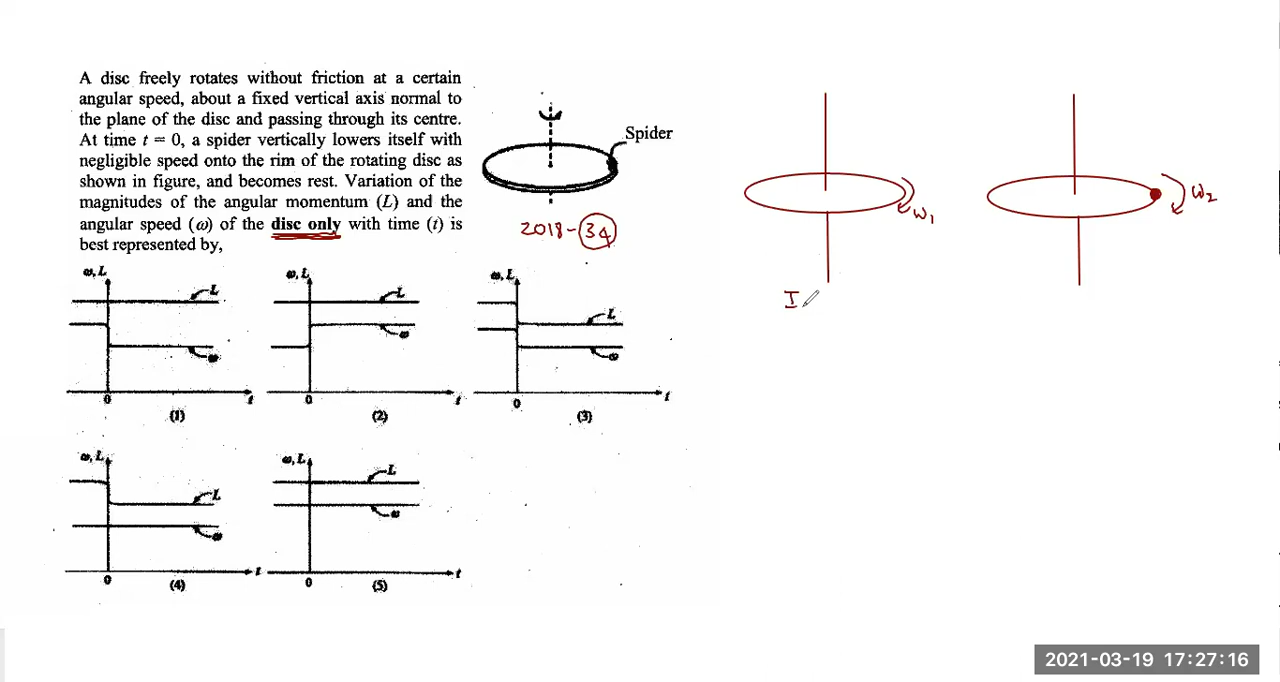 A disc freely rotates without friction at a certain
angular speed, about a fixed vertical axis normal to
the plane of the disc and passing through its centre.
At time t = 0, a spider vertically lowers itself with
negligible speed onto the rim of the rotating disc as
shown in figure, and becomes rest. Variation of the
magnitudes of the angular momentum (L) and the
angular speed (ω) of the disc only with time (t) is
best represented by,
Spider
2018-34
ω1
ω2
I
ω, L
L
ω
0
t
(1)
ω, L
L
ω
0
t
(2)
ω, L
L
ω
0
t
(3)
ω, L
L
ω
0
t
(4)
ω, L
L
ω
0
t
(5)
2021-03-19 17:27:16